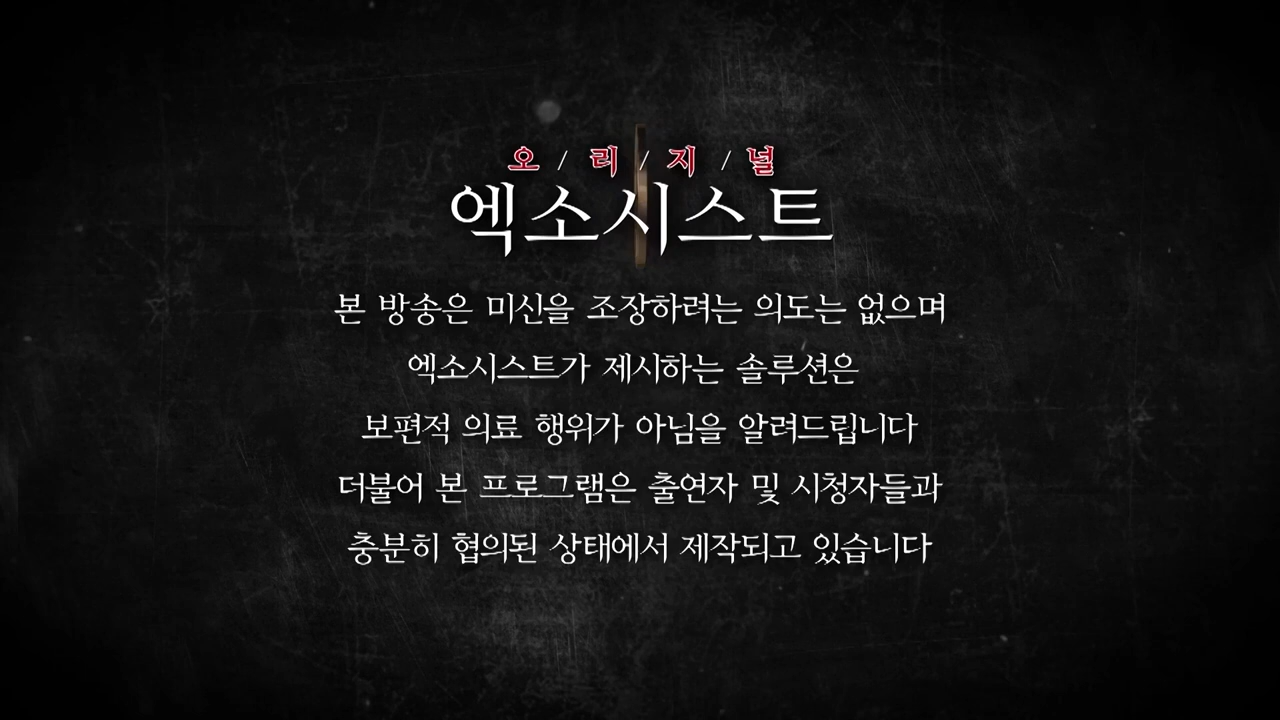 오/리/지/널
엑소시스트
본 방송은 미신을 조장하려는 의도는 없으며
엑소시스트가 제시하는 솔루션은
보편적 의료 행위가 아님을 알려드립니다
더불어 본 프로그램은 출연자 및 시청자들과
충분히 협의된 상태에서 제작되고 있습니다